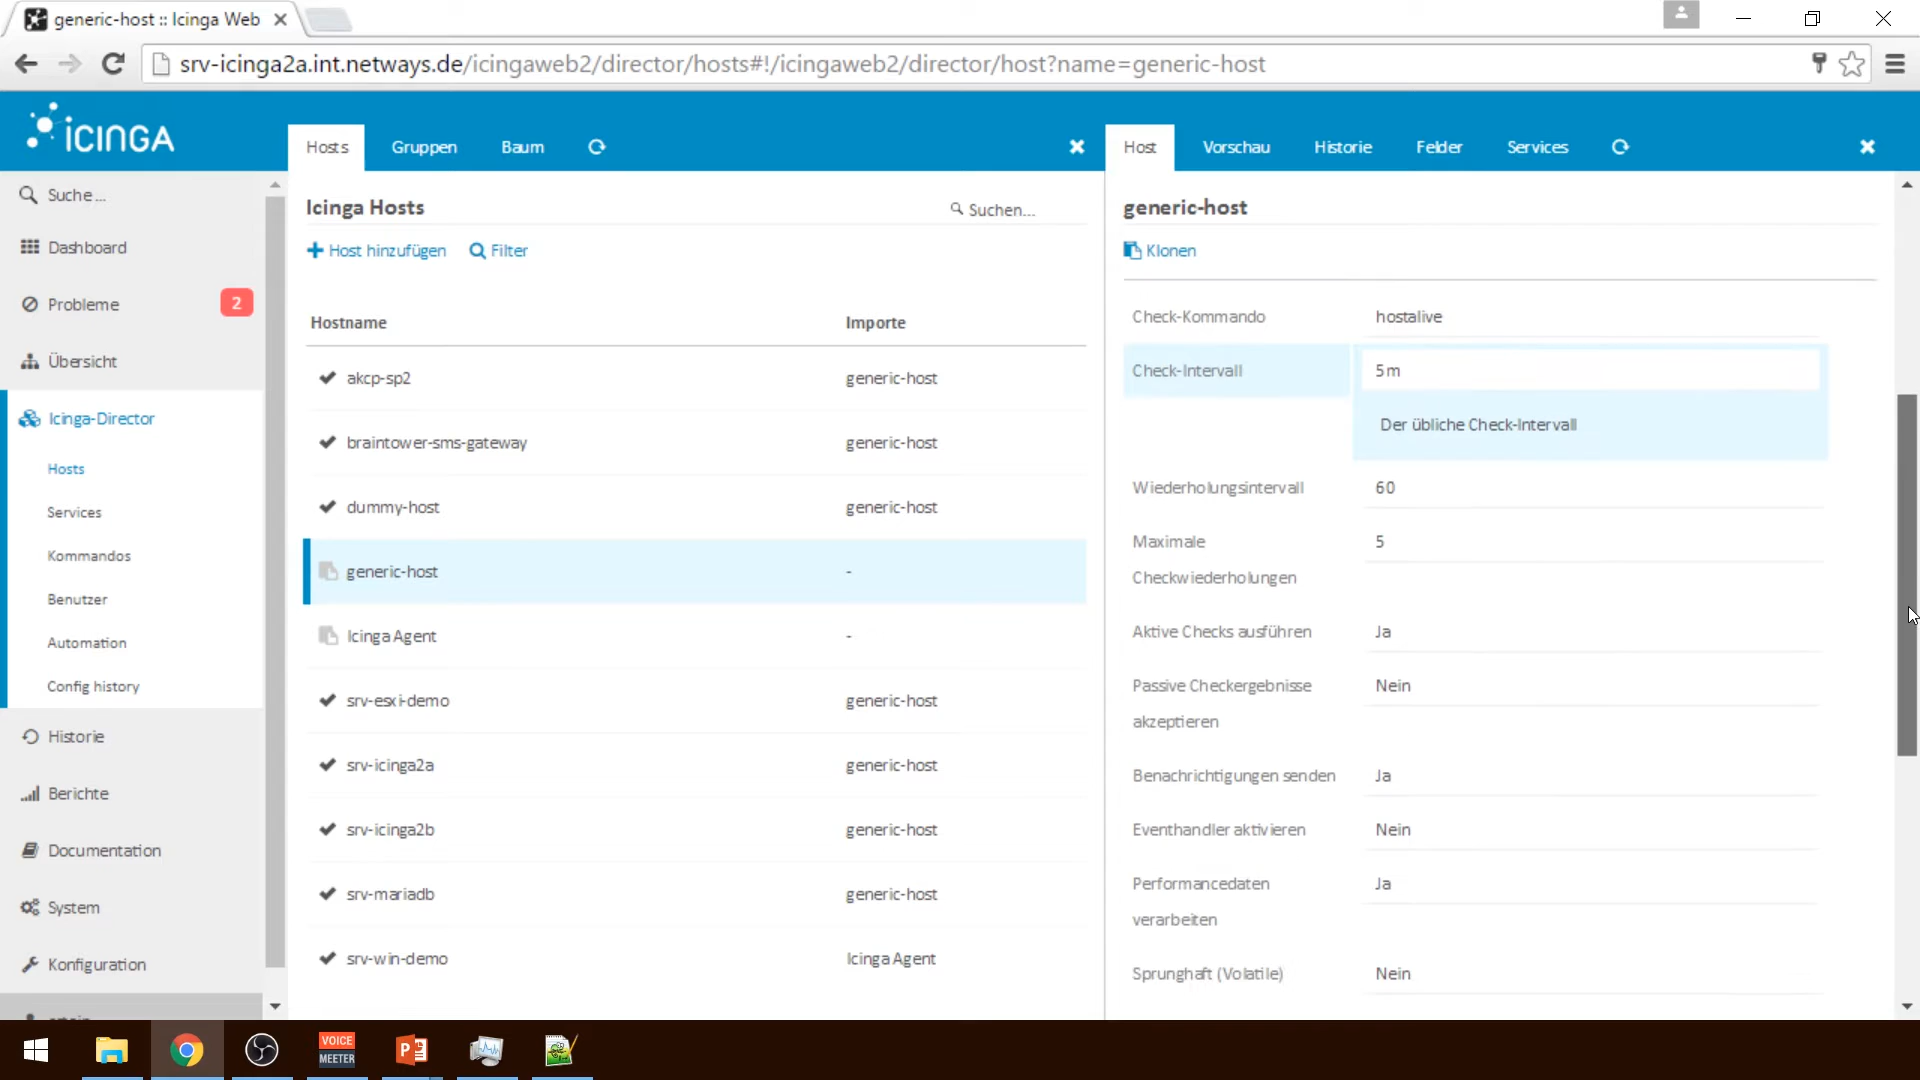 generic-host :: Icinga Web
srv-icinga2a.int.netways.de/icingaweb2/director/hosts#!/icingaweb2/director/host?name=generic-host
ICINGA
Hosts Gruppen Baum
Host Vorschau Historie Felder Services
Suche ...
Dashboard
Probleme 2
Übersicht
Icinga-Director
Hosts
Services
Kommandos
Benutzer
Automation
Config history
Historie
Berichte
Documentation
System
Konfiguration
Icinga Hosts
Suchen...
Host hinzufügen Filter
Hostname Importe
akcp-sp2 generic-host
braintower-sms-gateway generic-host
dummy-host generic-host
generic-host -
Icinga Agent -
srv-esxi-demo generic-host
srv-icinga2a generic-host
srv-icinga2b generic-host
srv-mariadb generic-host
srv-win-demo Icinga Agent
generic-host
Klonen
Check-Kommando hostalive
Check-Intervall 5m
Der übliche Check-Intervall
Wiederholungsintervall 60
Maximale 5
Checkwiederholungen
Aktive Checks ausführen Ja
Passive Checkergebnisse Nein
akzeptieren
Benachrichtigungen senden Ja
Eventhandler aktivieren Nein
Performancedaten Ja
verarbeiten
Sprunghaft (Volatile) Nein
VOICE
MEETER
P